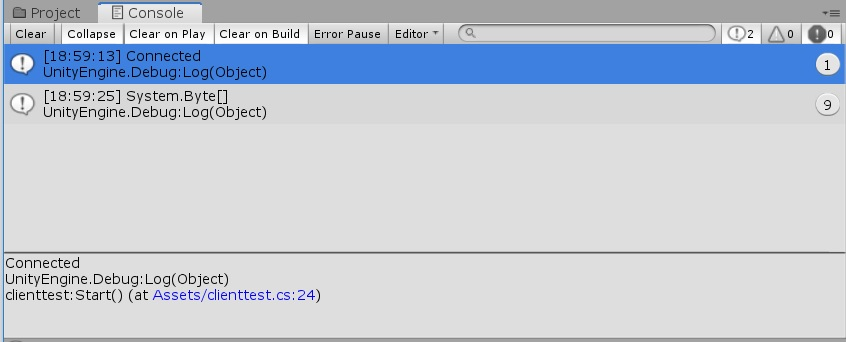 Project Console
Clear Collapse Clear on Play Clear on Build Error Pause Editor 2 0 0
[18:59:13] Connected
UnityEngine.Debug:Log(Object)
1
[18:59:25] System.Byte[]
UnityEngine.Debug:Log(Object)
9
Connected
UnityEngine.Debug:Log(Object)
clienttest:Start() (at Assets/clienttest.cs:24)